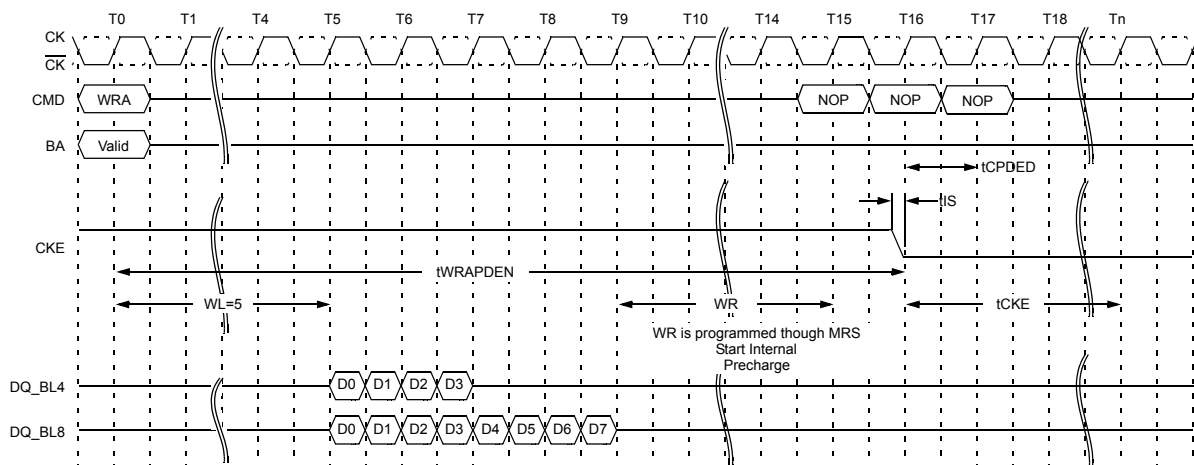 T0 T1 T4 T5 T6 T7 T8 T9 T10 T14 T15 T16 T17 T18 Tn
CK
CK
CMD WRA NOP NOP NOP
BA Valid
tCPDED
tIS
CKE
tWRAPDEN
WL=5 WR tCKE
WR is programmed though MRS
Start Internal
Precharge
DQ_BL4 D0 D1 D2 D3
DQ_BL8 D0 D1 D2 D3 D4 D5 D6 D7